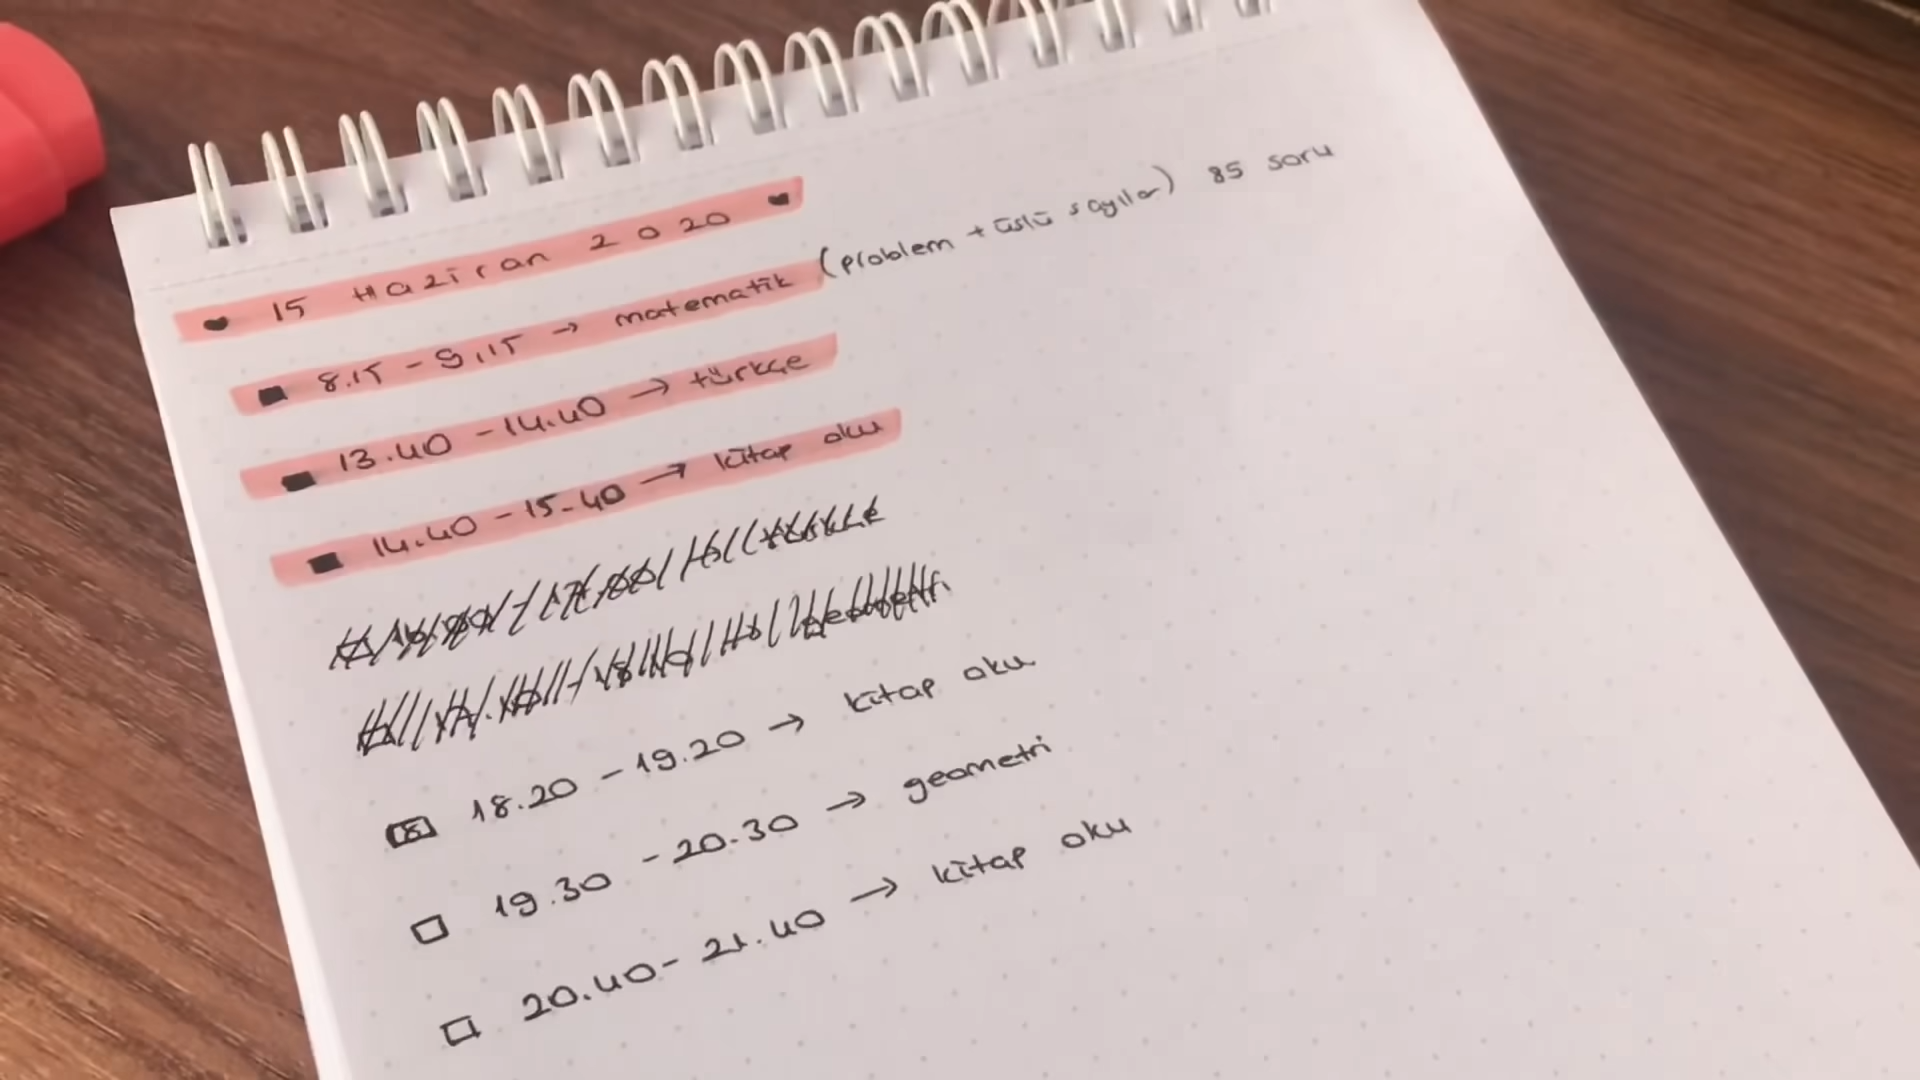 15 Haziran 2020
8.15 - 9.15 → matematik (problem + üslü sayılar) 85 soru
13.40 - 14.40 → türkçe
14.40 - 15.40 → kitap oku
18.20 - 19.20 → kitap oku
19.30 - 20.30 → geometri
20.40 - 21.40 → kitap oku